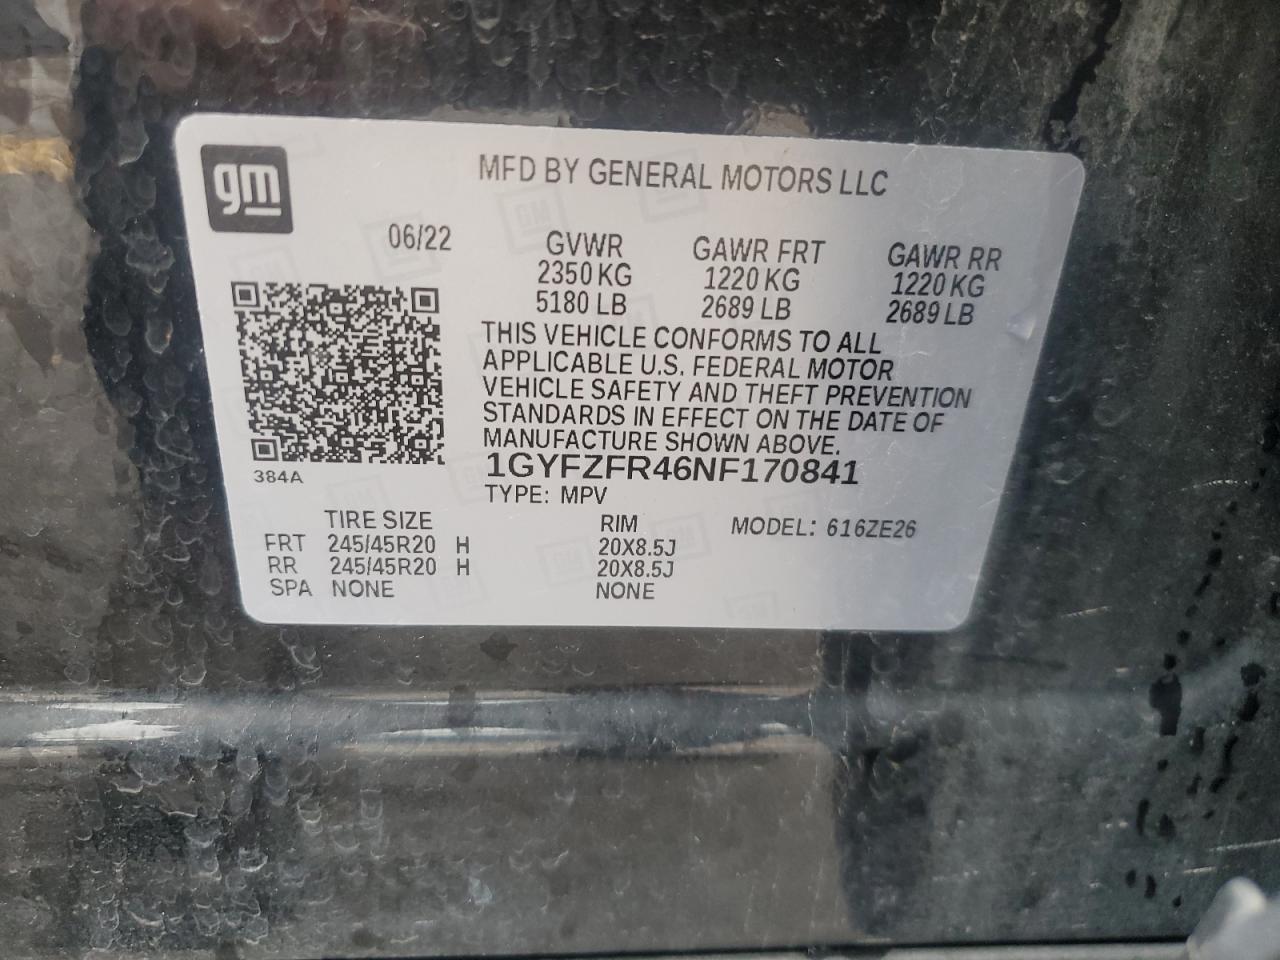 gm
MFD BY GENERAL MOTORS LLC
06/22
GVWR GAWR FRT GAWR RR
2350 KG 1220 KG 1220 KG
5180 LB 2689 LB 2689 LB
THIS VEHICLE CONFORMS TO ALL
APPLICABLE U.S. FEDERAL MOTOR
VEHICLE SAFETY AND THEFT PREVENTION
STANDARDS IN EFFECT ON THE DATE OF
MANUFACTURE SHOWN ABOVE.
384A
1GYFZFR46NF170841
TYPE: MPV
TIRE SIZE RIM MODEL: 616ZE26
FRT 245/45R20 H 20X8.5J
RR 245/45R20 H 20X8.5J
SPA NONE NONE